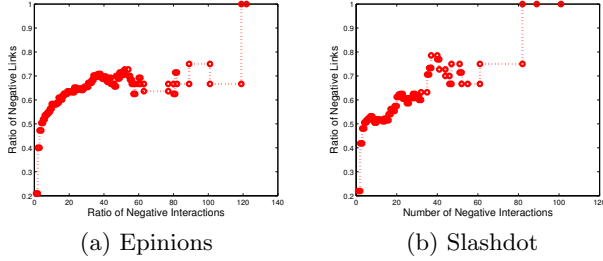 1
0.9
0.8
0.7
0.6
0.5
0.4
0.3
0.2
0 20 40 60 80 100 120 140
Ratio of Negative Links
Ratio of Negative Interactions
(a) Epinions
1
0.9
0.8
0.7
0.6
0.5
0.4
0.3
0.2
0 20 40 60 80 100 120
Ratio of Negative Links
Number of Negative Interactions
(b) Slashdot